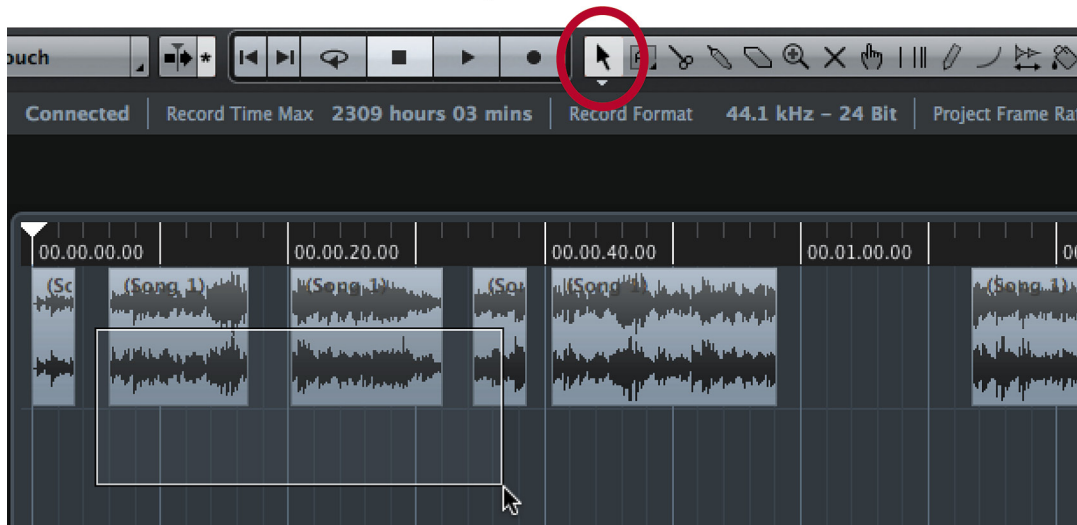 ouch
Connected Record Time Max 2309 hours 03 mins Record Format 44.1 kHz – 24 Bit Project Frame Ra
00.00.00.00 00.00.20.00 00.00.40.00 00.01.00.00 00
(Sc (Song 1) (Song 1) (Son (Song 1) (Song 1)